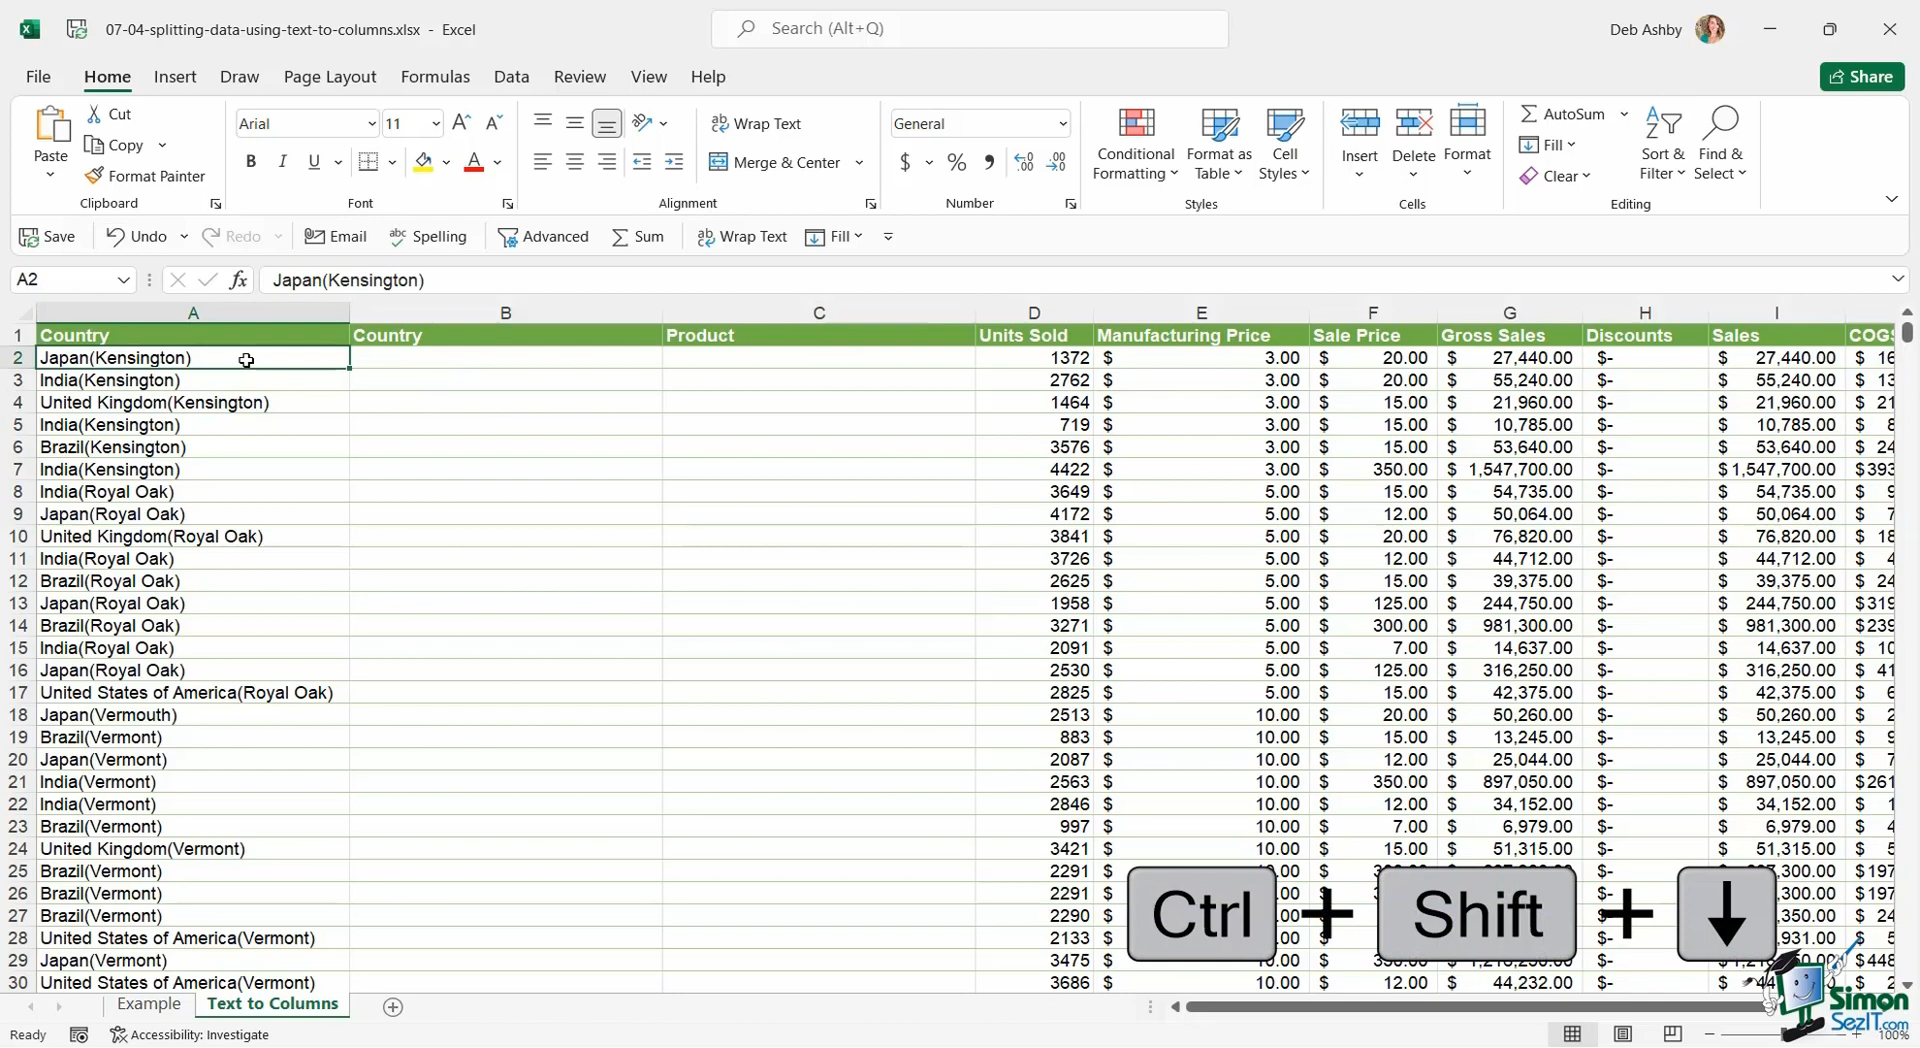 07-04-splitting-data-using-text-to-columns.xlsx - Excel
Search (Alt+Q)
Deb Ashby
File Home Insert Draw Page Layout Formulas Data Review View Help Share
Paste Cut Copy Format Painter Clipboard
Arial 11 B I U Font
Wrap Text Merge & Center Alignment
General $ % Number
Conditional Formatting Format as Table Cell Styles Styles
Insert Delete Format Cells
AutoSum Fill Clear Sort & Filter Find & Select Editing
Save Undo Redo Email Spelling Advanced Sum Wrap Text Fill
A2 fx Japan(Kensington)
A B C D E F G H I
1 Country Country Product Units Sold Manufacturing Price Sale Price Gross Sales Discounts Sales COGS
2 Japan(Kensington) 1372 $ 3.00 $ 20.00 $ 27,440.00 $- $ 27,440.00 $ 16
3 India(Kensington) 2762 $ 3.00 $ 20.00 $ 55,240.00 $- $ 55,240.00 $ 13
4 United Kingdom(Kensington) 1464 $ 3.00 $ 15.00 $ 21,960.00 $- $ 21,960.00 $ 21
5 India(Kensington) 719 $ 3.00 $ 15.00 $ 10,785.00 $- $ 10,785.00 $ 8
6 Brazil(Kensington) 3576 $ 3.00 $ 15.00 $ 53,640.00 $- $ 53,640.00 $ 24
7 India(Kensington) 4422 $ 3.00 $ 350.00 $ 1,547,700.00 $- $ 1,547,700.00 $393
8 India(Royal Oak) 3649 $ 5.00 $ 15.00 $ 54,735.00 $- $ 54,735.00 $ 9
9 Japan(Royal Oak) 4172 $ 5.00 $ 12.00 $ 50,064.00 $- $ 50,064.00 $ 7
10 United Kingdom(Royal Oak) 3841 $ 5.00 $ 20.00 $ 76,820.00 $- $ 76,820.00 $ 18
11 India(Royal Oak) 3726 $ 5.00 $ 12.00 $ 44,712.00 $- $ 44,712.00 $ 4
12 Brazil(Royal Oak) 2625 $ 5.00 $ 15.00 $ 39,375.00 $- $ 39,375.00 $ 24
13 Japan(Royal Oak) 1958 $ 5.00 $ 125.00 $ 244,750.00 $- $ 244,750.00 $319
14 Brazil(Royal Oak) 3271 $ 5.00 $ 300.00 $ 981,300.00 $- $ 981,300.00 $239
15 India(Royal Oak) 2091 $ 5.00 $ 7.00 $ 14,637.00 $- $ 14,637.00 $ 10
16 Japan(Royal Oak) 2530 $ 5.00 $ 125.00 $ 316,250.00 $- $ 316,250.00 $ 41
17 United States of America(Royal Oak) 2825 $ 5.00 $ 15.00 $ 42,375.00 $- $ 42,375.00 $ 6
18 Japan(Vermouth) 2513 $ 10.00 $ 20.00 $ 50,260.00 $- $ 50,260.00 $ 2
19 Brazil(Vermont) 883 $ 10.00 $ 15.00 $ 13,245.00 $- $ 13,245.00 $ 9
20 Japan(Vermont) 2087 $ 10.00 $ 12.00 $ 25,044.00 $- $ 25,044.00 $ 7
21 India(Vermont) 2563 $ 10.00 $ 350.00 $ 897,050.00 $- $ 897,050.00 $261
22 India(Vermont) 2846 $ 10.00 $ 12.00 $ 34,152.00 $- $ 34,152.00 $ 1
23 Brazil(Vermont) 997 $ 10.00 $ 7.00 $ 6,979.00 $- $ 6,979.00 $ 4
24 United Kingdom(Vermont) 3421 $ 10.00 $ 15.00 $ 51,315.00 $- $ 51,315.00 $ 5
25 Brazil(Vermont) 2291 $ $197
26 Brazil(Vermont) 2291 $ $197
27 Brazil(Vermont) 2290 $ $ 24
28 United States of America(Vermont) 2133 $ $ 5
29 Japan(Vermont) 3475 $ $448
30 United States of America(Vermont) 3686 $ 10.00 $ 12.00 $ 44,232.00 $-
Ctrl + Shift + ↓
Simon SezIT.com
Example Text to Columns
Ready Accessibility: Investigate 100%